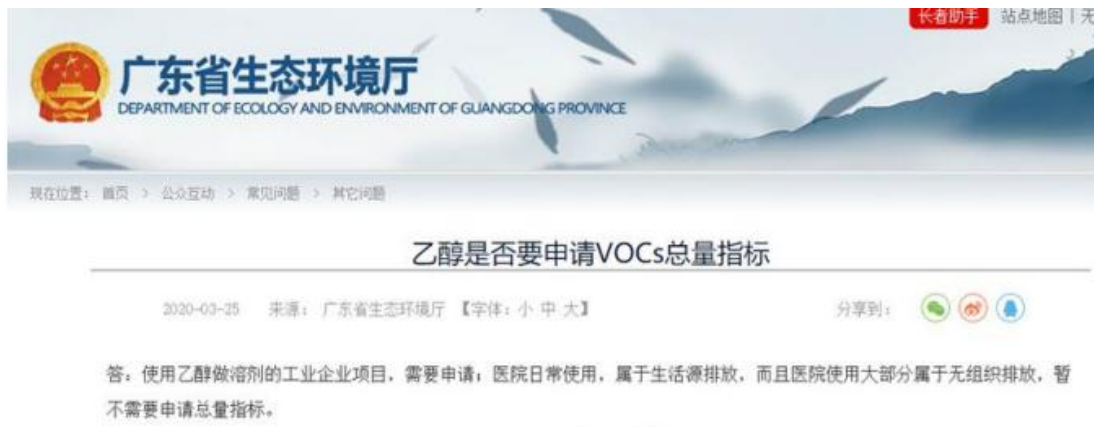 长者助手 站点地图 | 无
广东省生态环境厅
DEPARTMENT OF ECOLOGY AND ENVIRONMENT OF GUANGDONG PROVINCE
现在位置： 首页 > 公众互动 > 常见问题 > 其它问题
乙醇是否要申请VOCs总量指标
2020-03-25 来源： 广东省生态环境厅 【字体：小 中 大】 分享到：
答：使用乙醇做溶剂的工业企业项目，需要申请；医院日常使用，属于生活源排放，而且医院使用大部分属于无组织排放，暂
不需要申请总量指标。